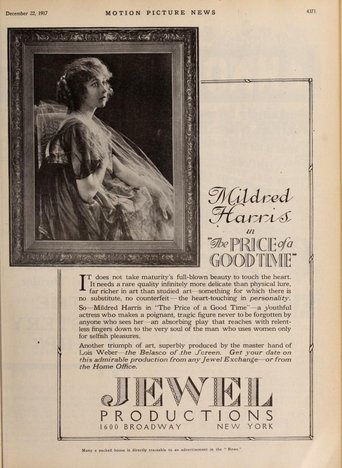 December 22, 1917
MOTION PICTURE NEWS
4371
Mildred
Harris
in
"The PRICE of a
GOOD TIME"
IT does not take maturity's full-blown beauty to touch the heart.
It needs a rare quality infinitely more delicate than physical lure,
far richer in art than studied art—something for which there is
no substitute, no counterfeit—the heart-touching in personality.
So—Mildred Harris in "The Price of a Good Time"—a youthful
actress who makes a poignant, tragic figure never to be forgotten by
anyone who sees her—an absorbing play that reaches with relent-
less fingers down to the very soul of the man who uses women only
for selfish pleasures.
Another triumph of art, superbly produced by the master hand of
Lois Weber—the Belasco of the Screen. Get your date on
this admirable production from any Jewel Exchange—or from
the Home Office.
JEWEL
PRODUCTIONS
1600 BROADWAY NEW YORK
Many a packed house is directly traceable to an advertisement in the "News."